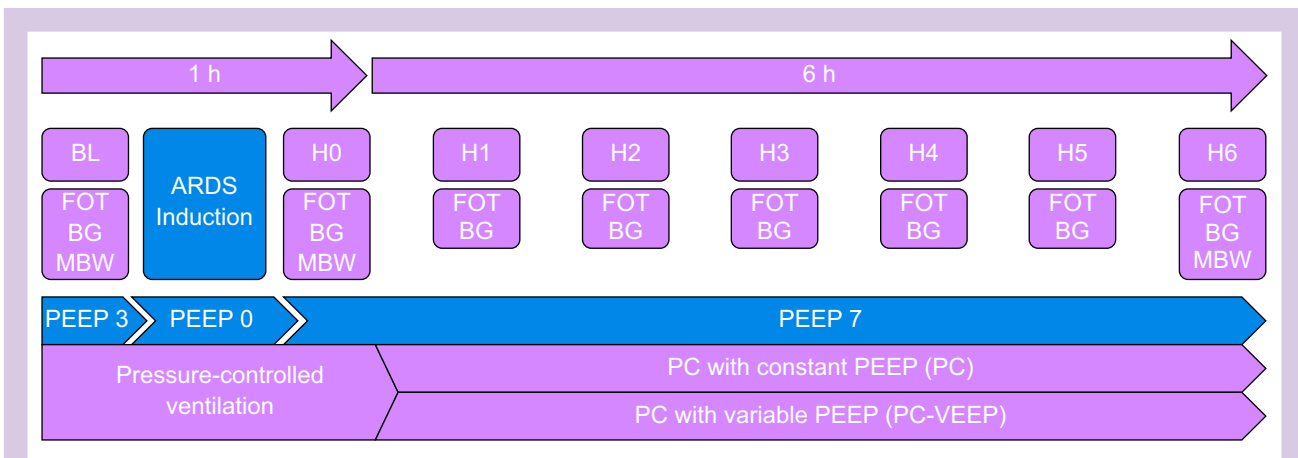 1 h
6 h
BL
ARDS
Induction
H0
H1
H2
H3
H4
H5
H6
FOT
BG
MBW
FOT
BG
MBW
FOT
BG
FOT
BG
FOT
BG
FOT
BG
FOT
BG
FOT
BG
MBW
PEEP 3
PEEP 0
PEEP 7
Pressure-controlled
ventilation
PC with constant PEEP (PC)
PC with variable PEEP (PC-VEEP)